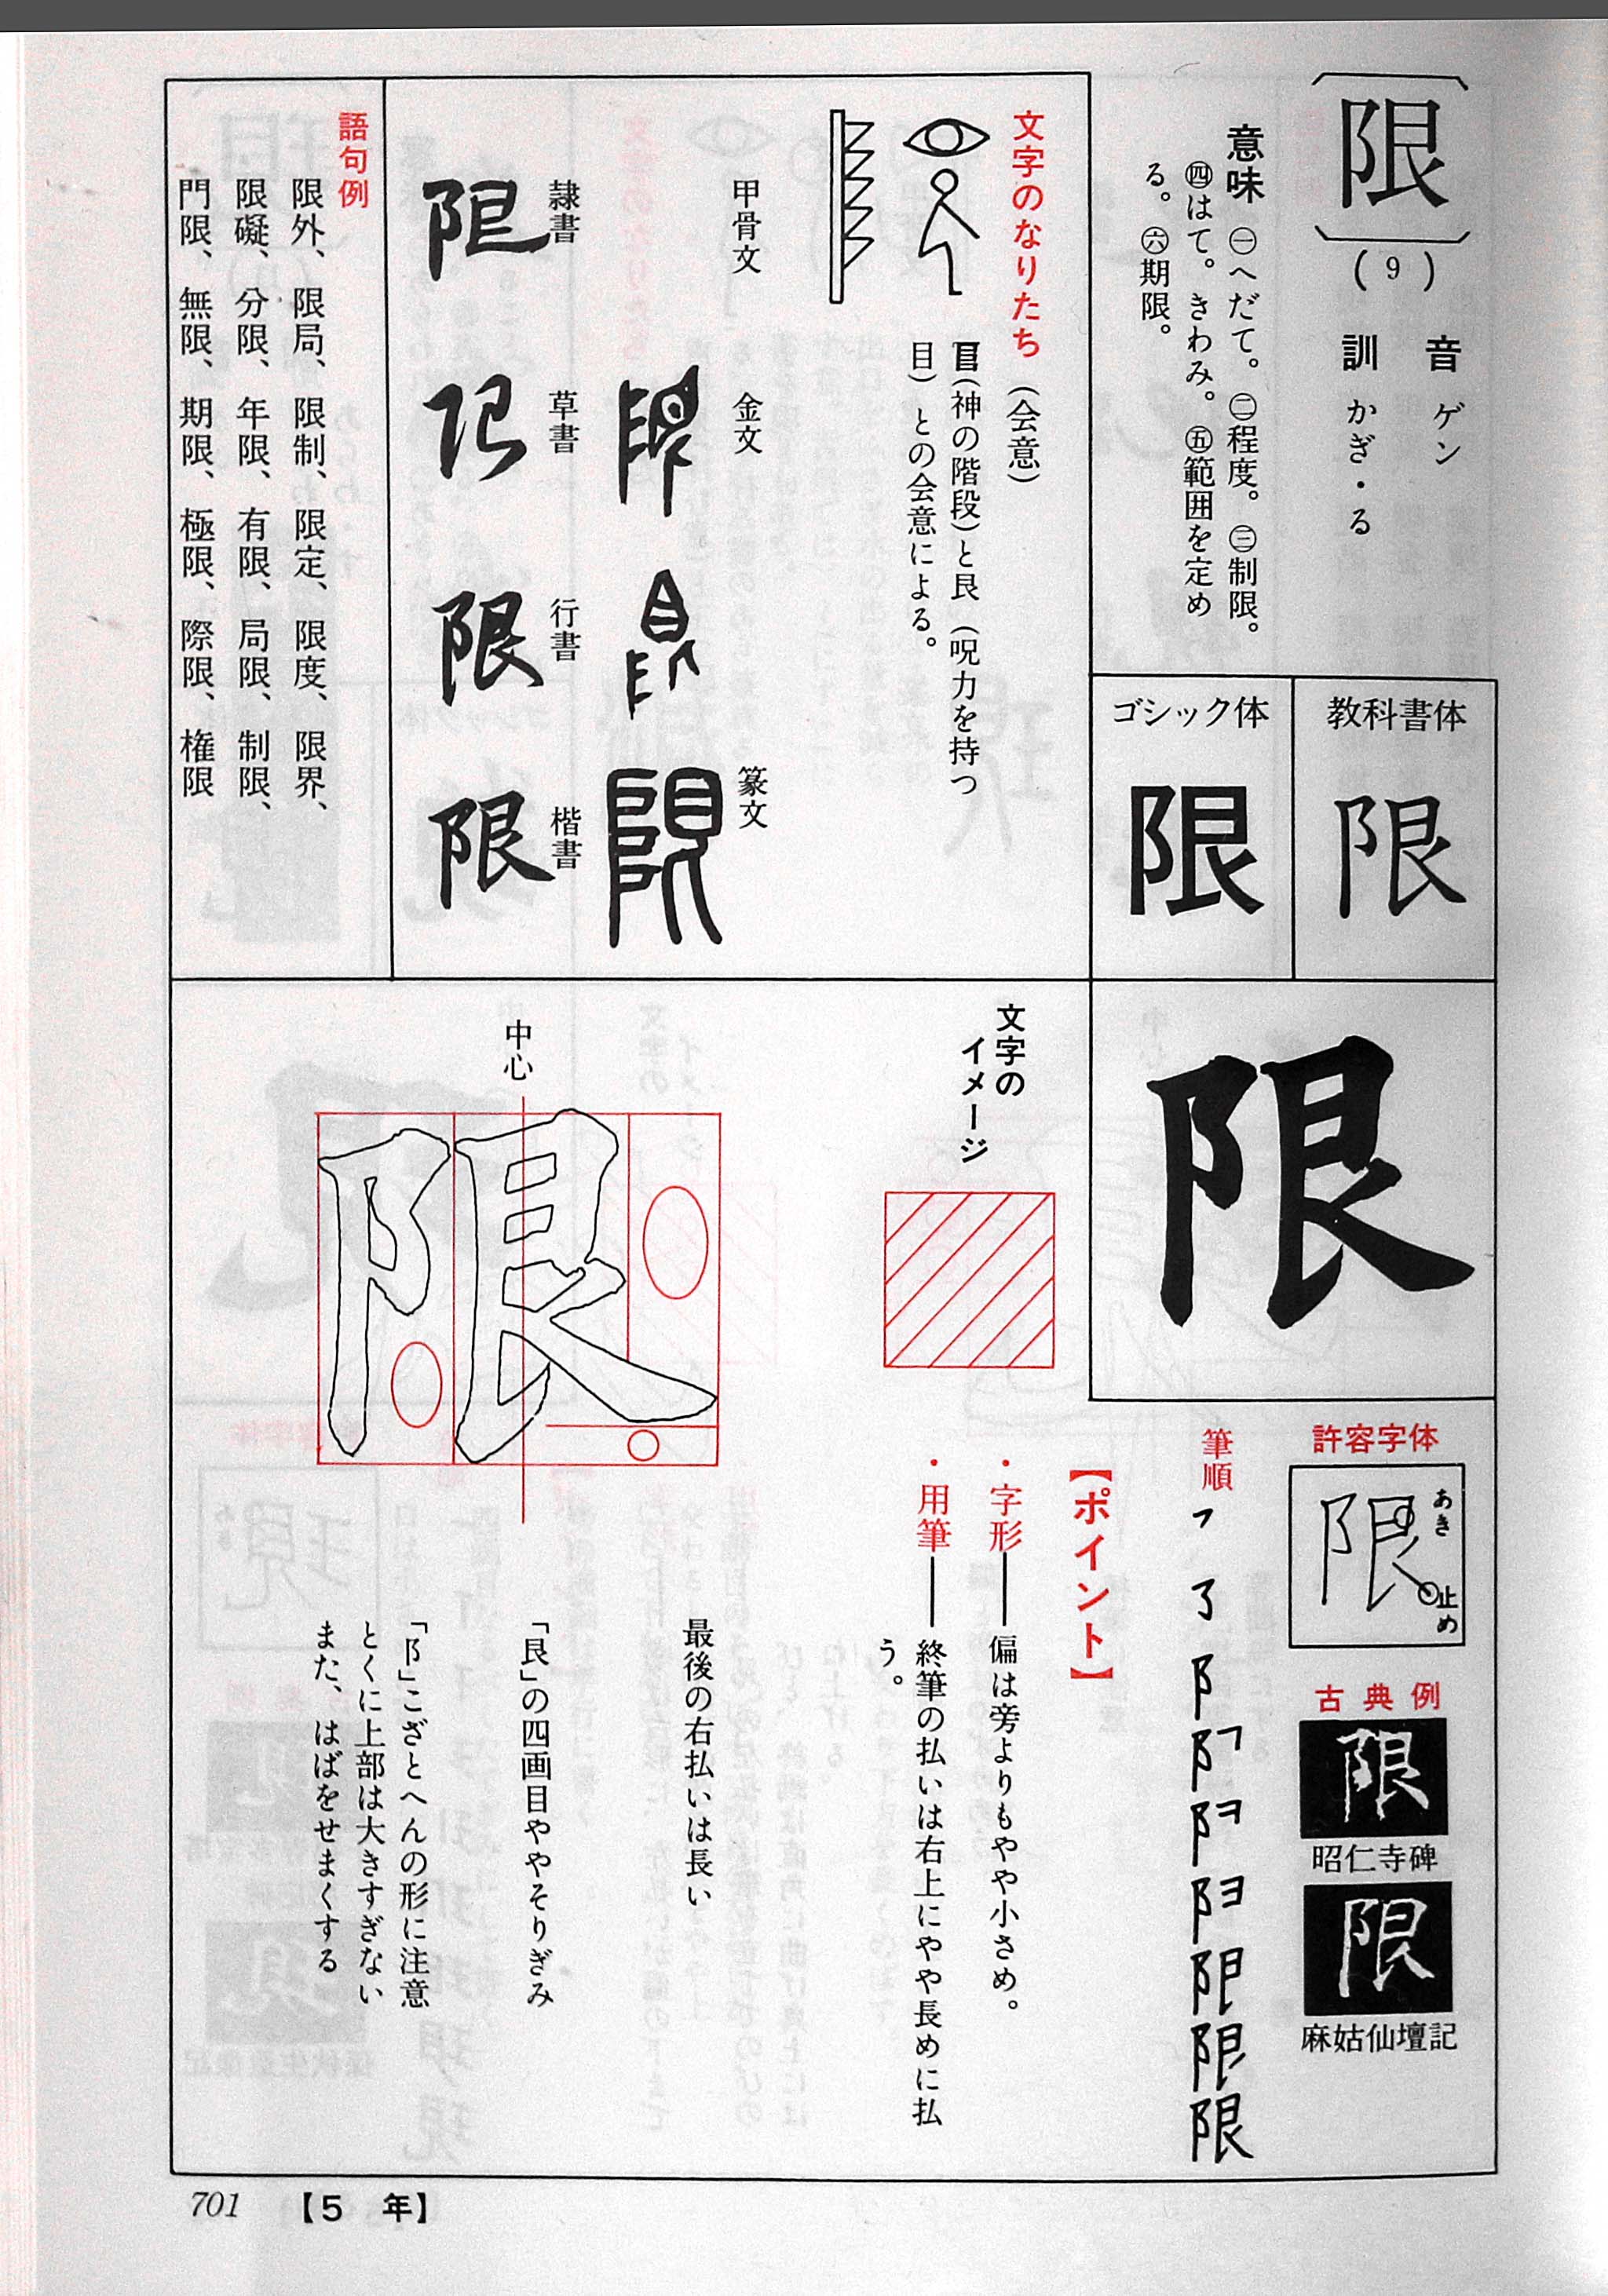 限
(9)
音 ゲン
訓 かぎ・る
意味 ㊀へだて。㊁程度。㊂制限。
㊃はて。きわみ。㊄範囲を定め
る。㊅期限。
教科書体
限
ゴシック体
限
文字のなりたち (会意)
(神の階段)と艮(呪力を持つ
目)との会意による。
甲骨文
金文
篆文
隷書
限
草書
限
行書
限
楷書
限
語句例
限外、限局、限制、限定、限度、限界、
限礙、分限、年限、有限、局限、制限、
門限、無限、期限、極限、際限、権限
限
許容字体
限
あき
止め
古典例
限
昭仁寺碑
限
麻姑仙壇記
筆順
限
【ポイント】
・字形――偏は旁よりもやや小さめ。
・用筆――終筆の払いは右上にやや長めに払
う。
文字の
イメージ
中心
限
最後の右払いは長い
「艮」の四画目ややそりぎみ
「阝」こざとへんの形に注意
とくに上部は大きすぎない
また、はばをせまくする
701 【5 年】